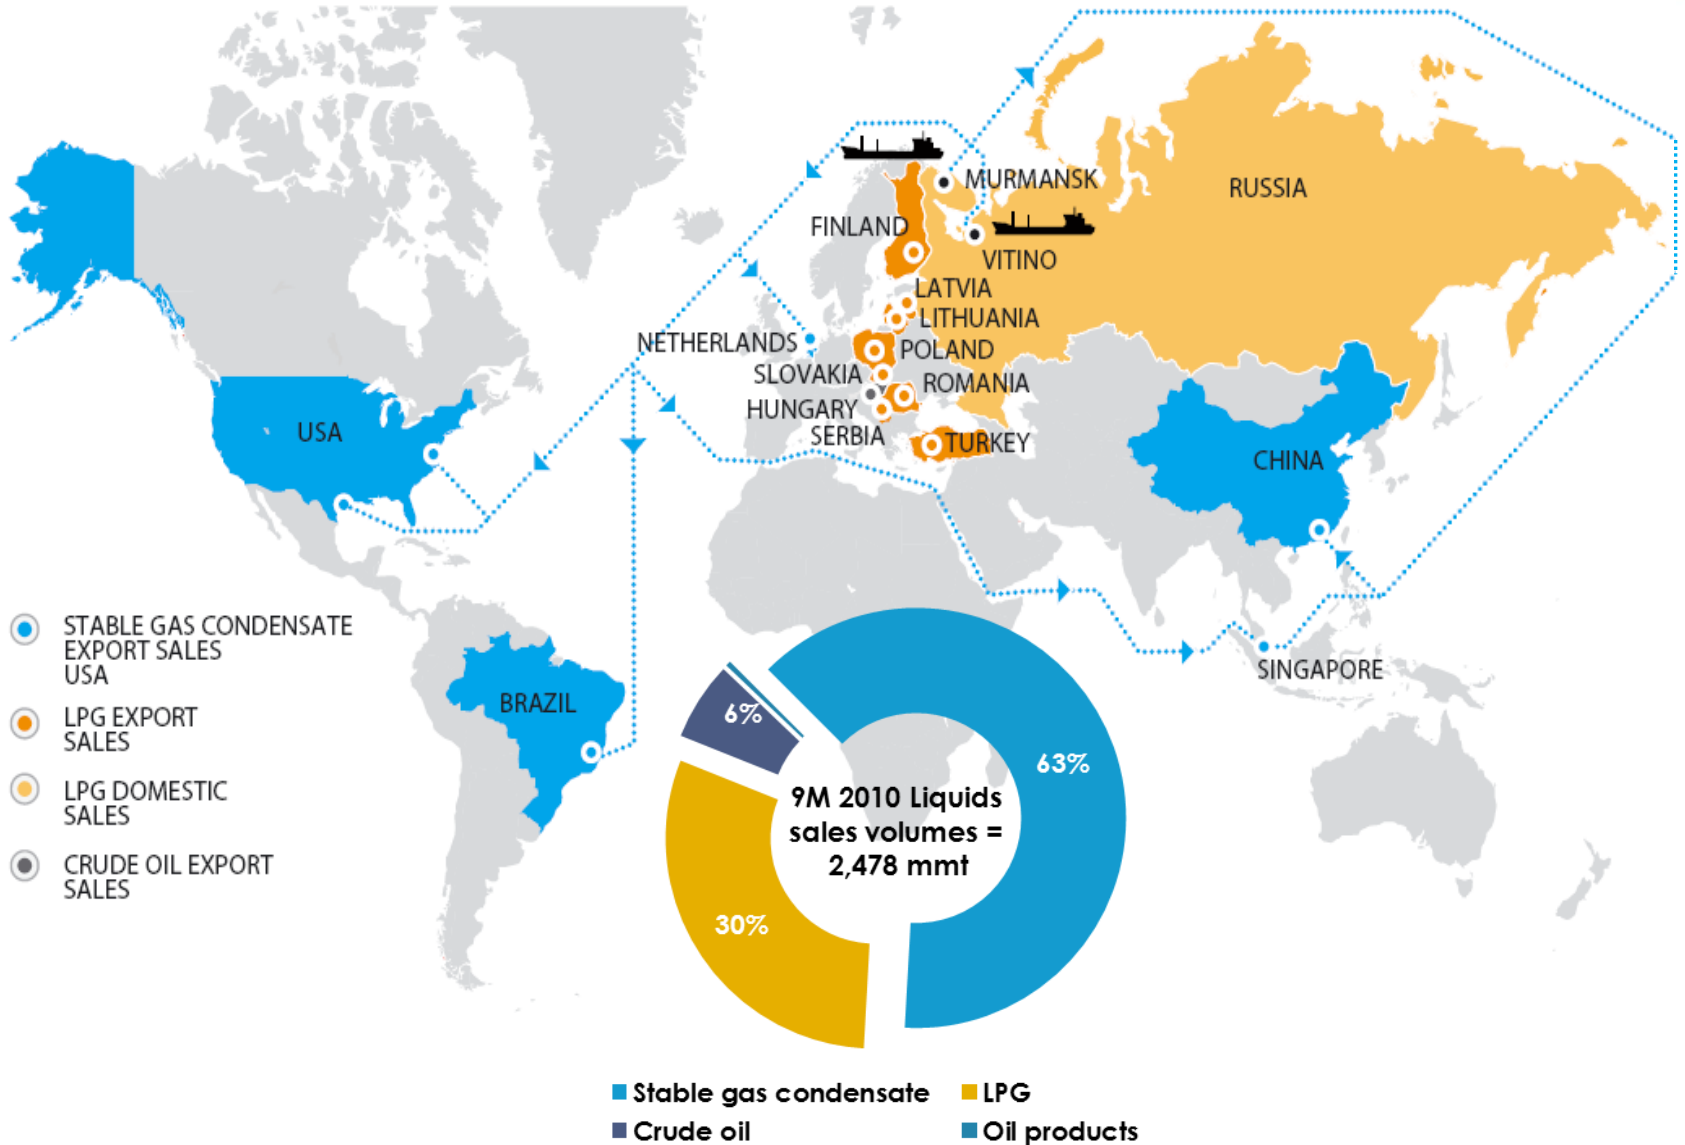 MURMANSK
RUSSIA
FINLAND
VITINO
LATVIA
LITHUANIA
NETHERLANDS
POLAND
SLOVAKIA
ROMANIA
HUNGARY
SERBIA
TURKEY
USA
CHINA
SINGAPORE
BRAZIL
STABLE GAS CONDENSATE
EXPORT SALES
USA
LPG EXPORT
SALES
LPG DOMESTIC
SALES
CRUDE OIL EXPORT
SALES
6%
63%
30%
9M 2010 Liquids
sales volumes =
2,478 mmt
Stable gas condensate
LPG
Crude oil
Oil products